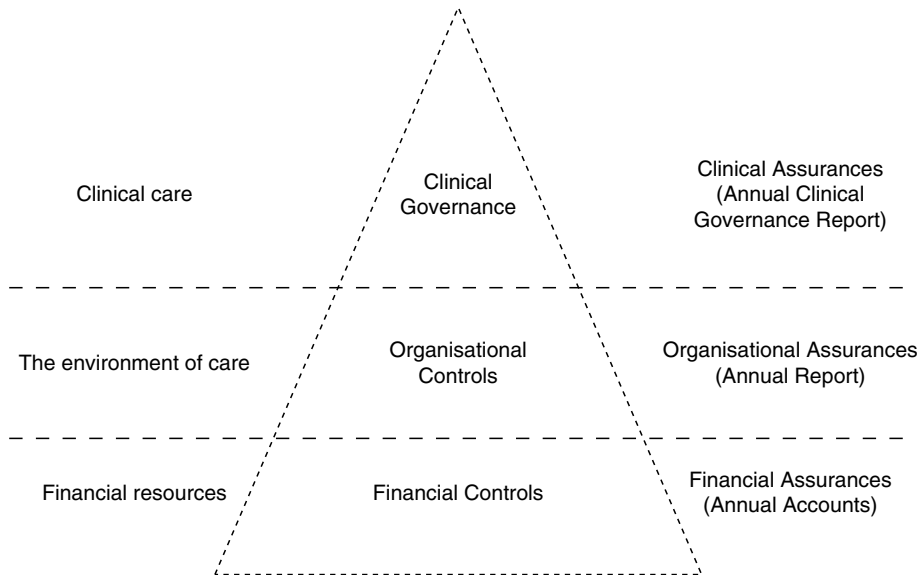 Clinical care
Clinical
Governance
Clinical Assurances
(Annual Clinical
Governance Report)
The environment of care
Organisational
Controls
Organisational Assurances
(Annual Report)
Financial resources
Financial Controls
Financial Assurances
(Annual Accounts)